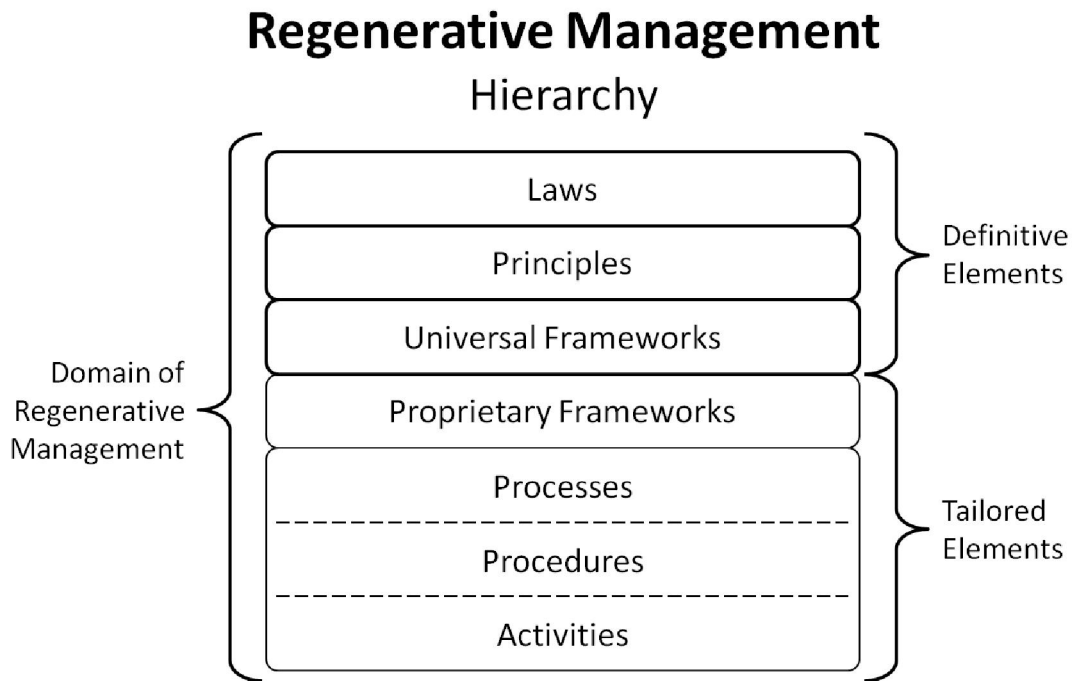 Regenerative Management
Hierarchy
Laws
Principles
Universal Frameworks
Proprietary Frameworks
Processes
Procedures
Activities
Domain of
Regenerative
Management
Definitive
Elements
Tailored
Elements